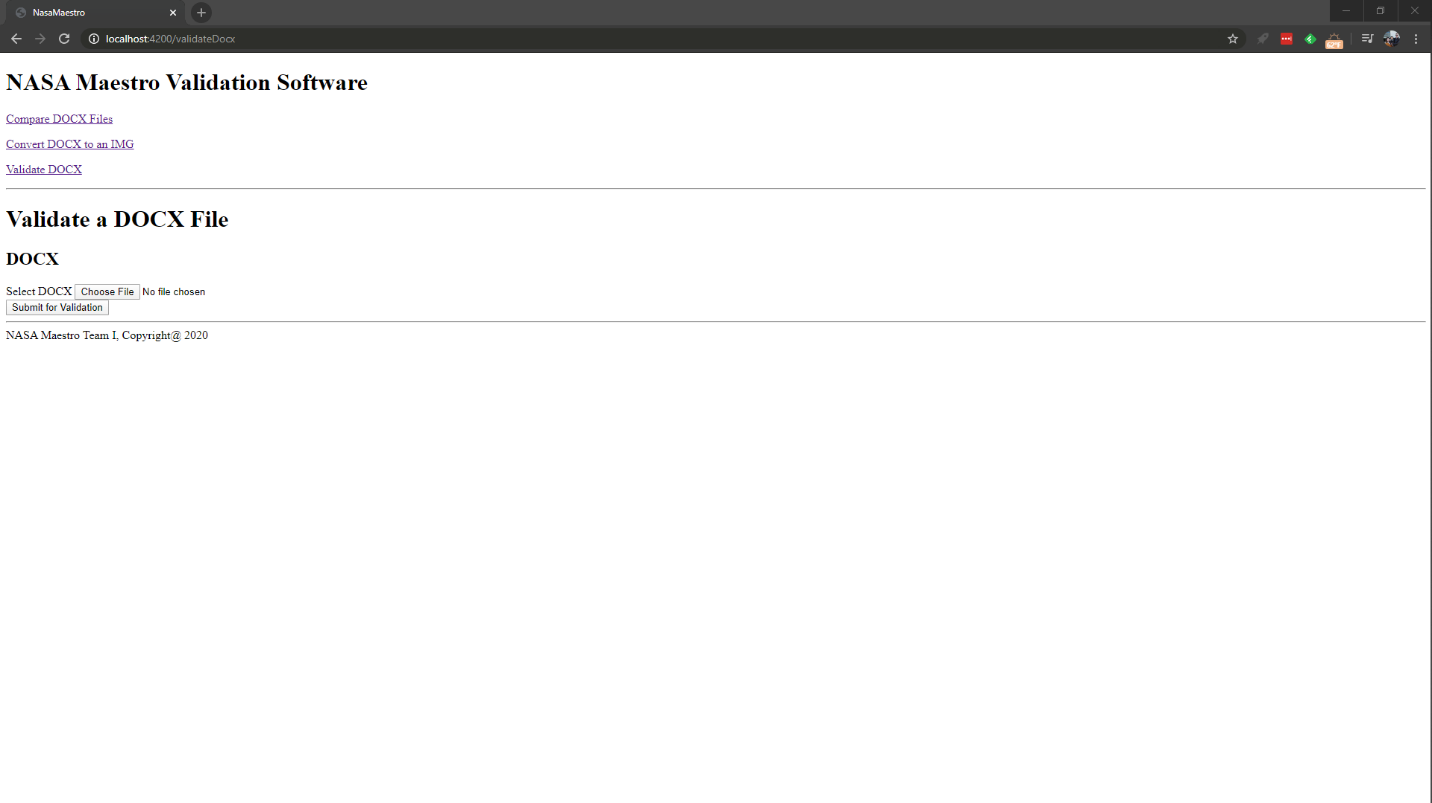 NasaMaestro
localhost:4200/validateDocx
NASA Maestro Validation Software
Compare DOCX Files
Convert DOCX to an IMG
Validate DOCX
Validate a DOCX File
DOCX
Select DOCX Choose File No file chosen
Submit for Validation
NASA Maestro Team I, Copyright@ 2020